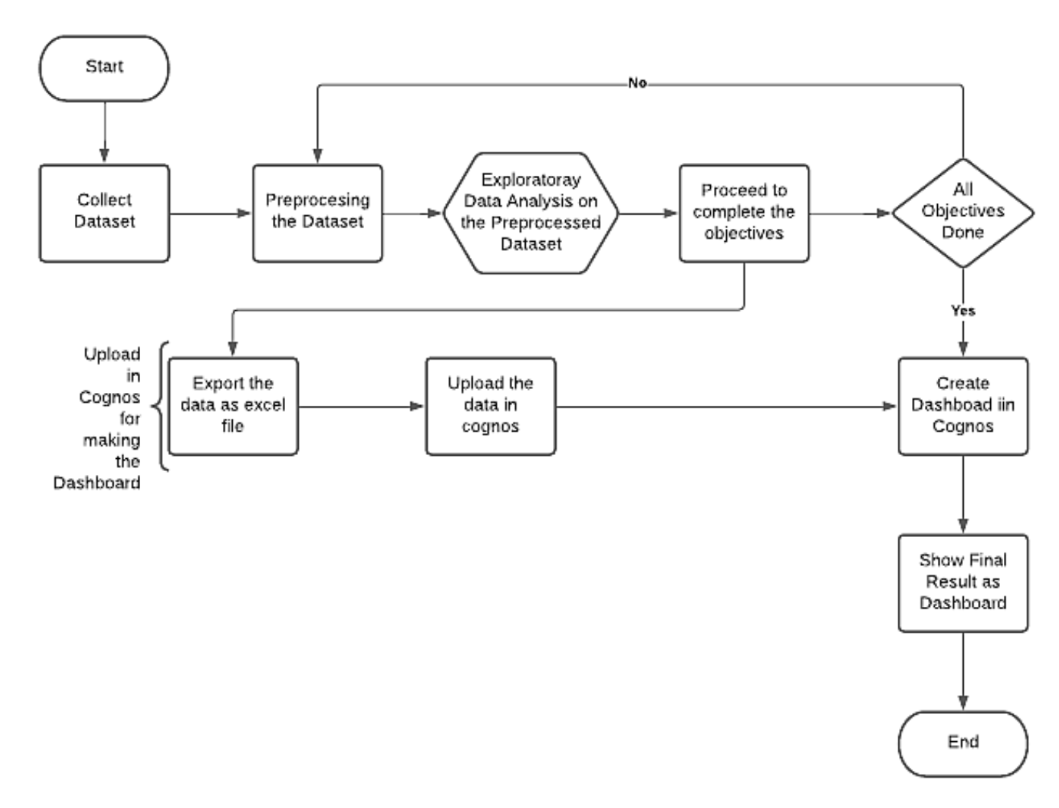 Start
No
Collect
Dataset
Preprocesing
the Dataset
Exploratoray
Data Analysis on
the Preprocessed
Dataset
Proceed to
complete the
objectives
All
Objectives
Done
Yes
Upload
in
Cognos
for
making
the
Dashboard
Export the
data as excel
file
Upload the
data in
cognos
Create
Dashboad iin
Cognos
Show Final
Result as
Dashboard
End